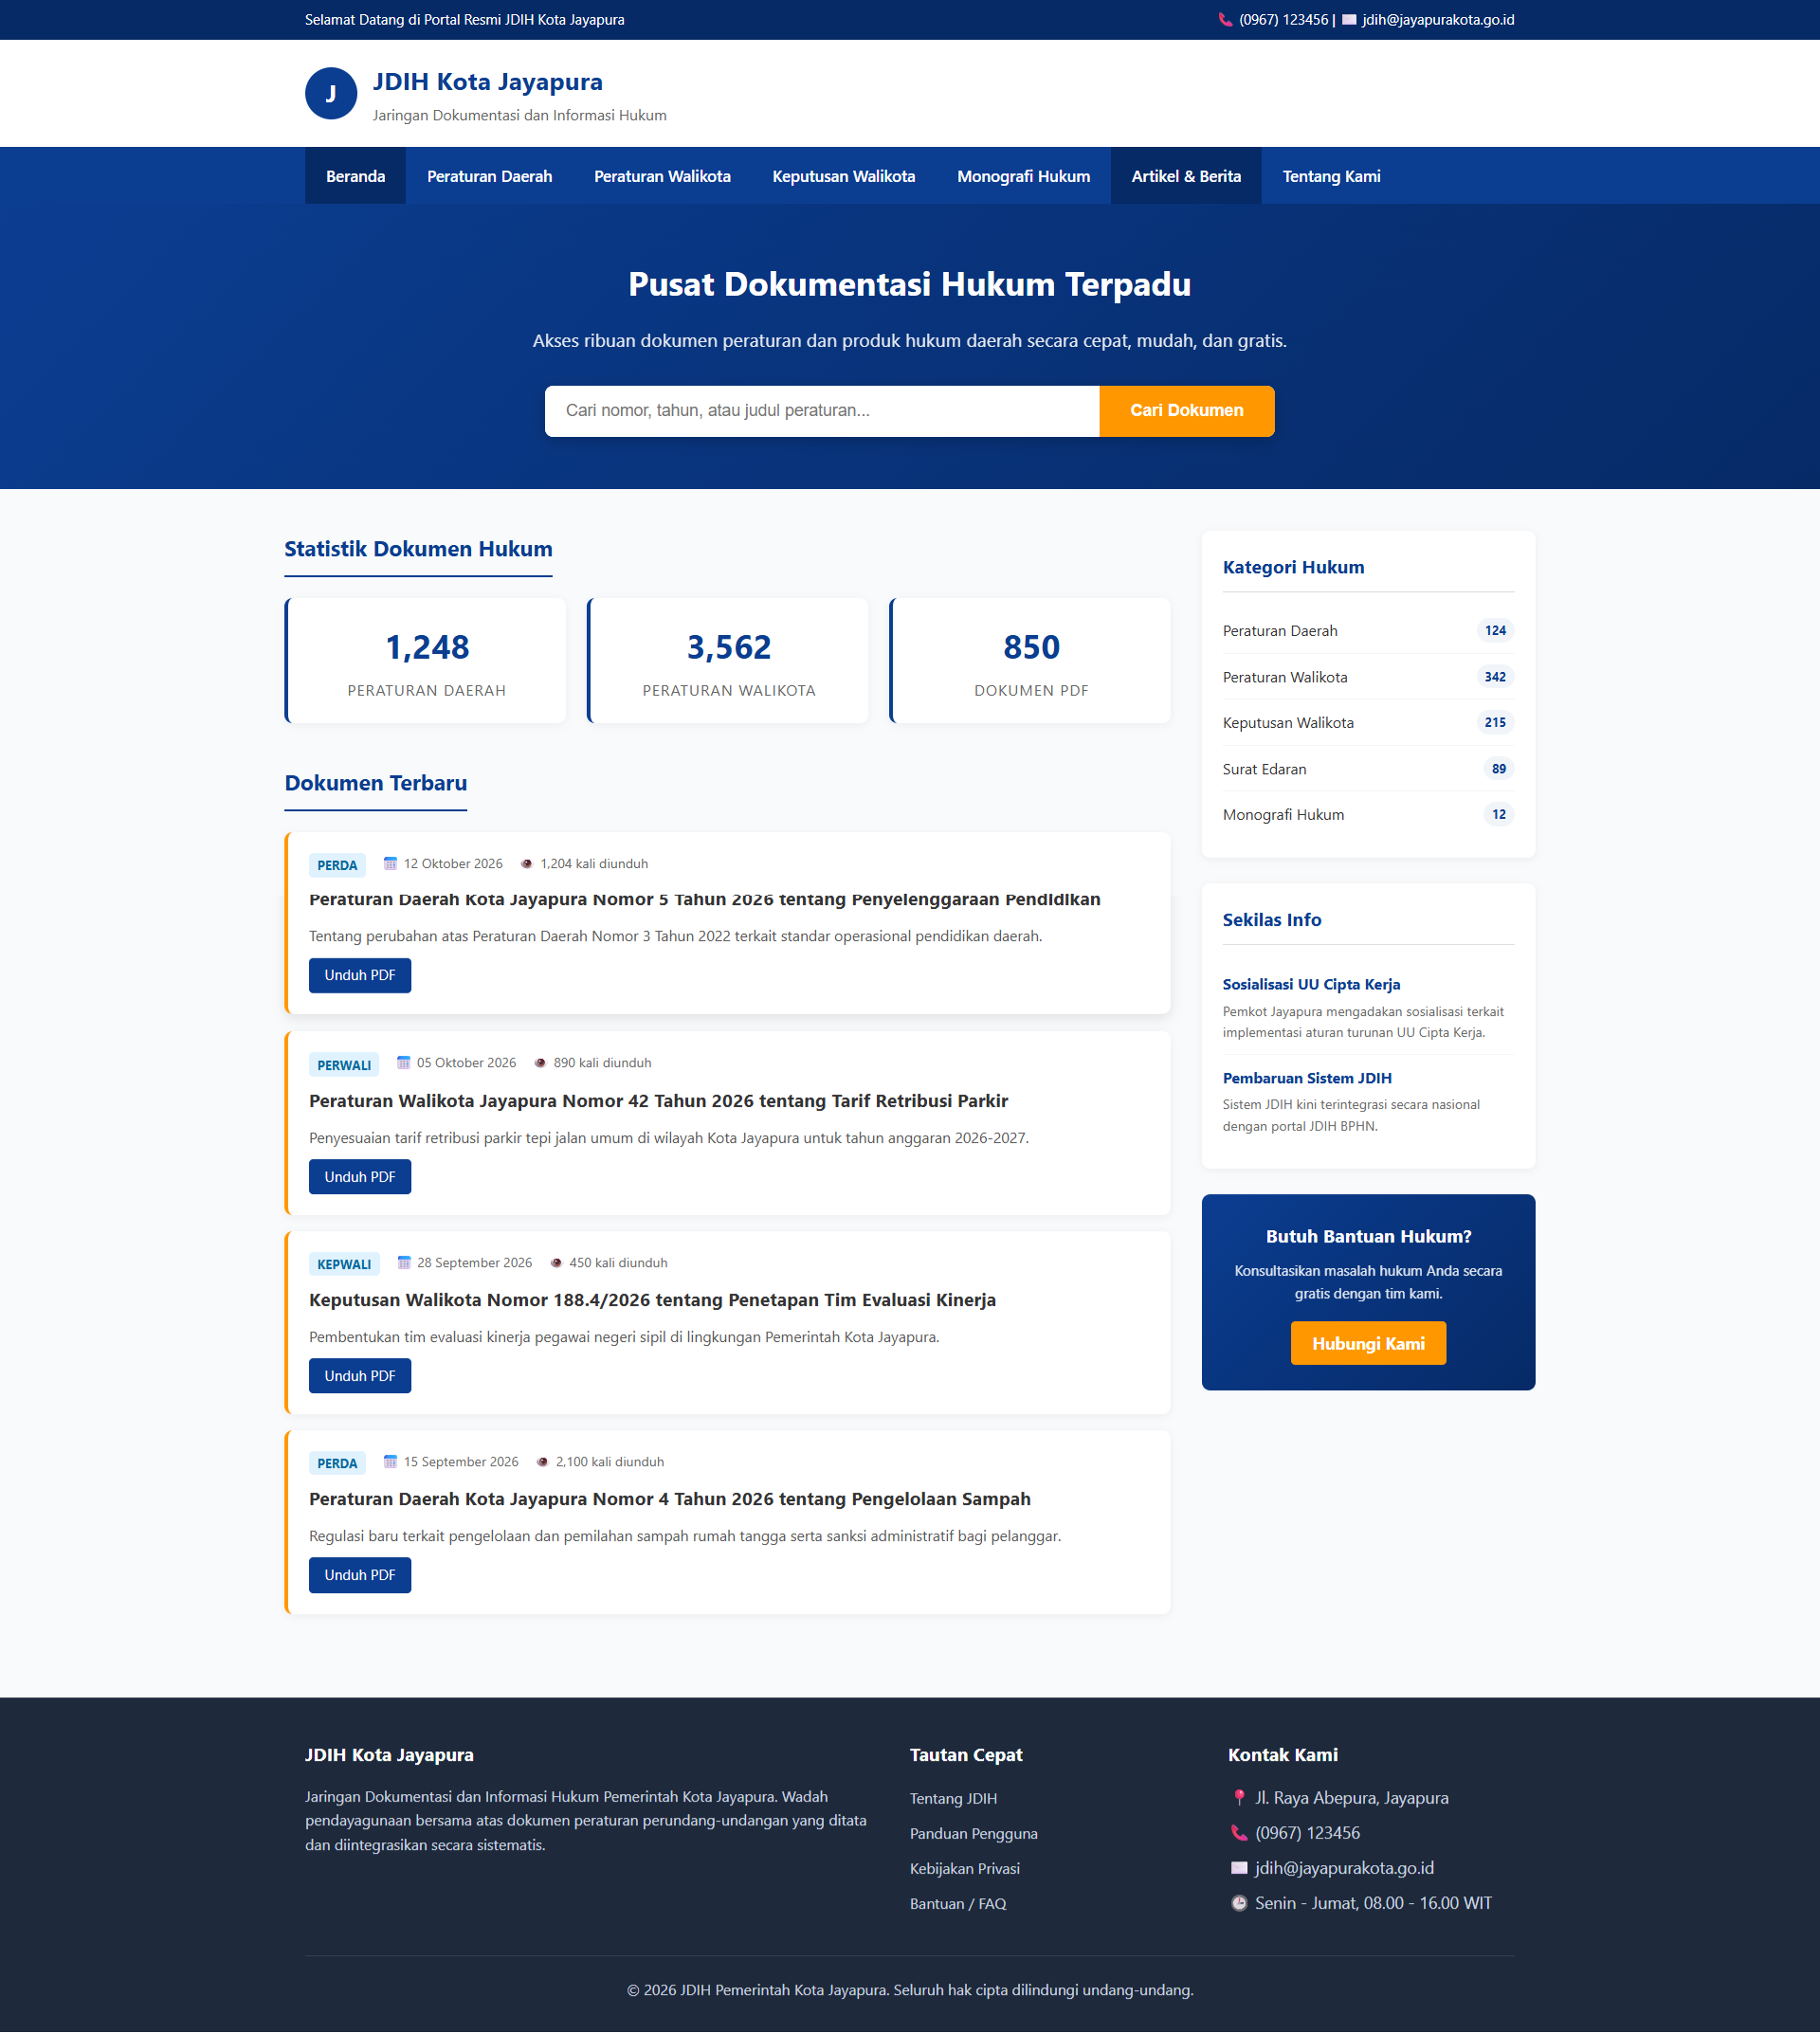 Selamat Datang di Portal Resmi JDIH Kota Jayapura
(0967) 123456 | jdih@jayapurakota.go.id
J
JDIH Kota Jayapura
Jaringan Dokumentasi dan Informasi Hukum
Beranda Peraturan Daerah Peraturan Walikota Keputusan Walikota Monografi Hukum Artikel & Berita Tentang Kami
Pusat Dokumentasi Hukum Terpadu
Akses ribuan dokumen peraturan dan produk hukum daerah secara cepat, mudah, dan gratis.
Cari nomor, tahun, atau judul peraturan...
Cari Dokumen
Statistik Dokumen Hukum
1,248
PERATURAN DAERAH
3,562
PERATURAN WALIKOTA
850
DOKUMEN PDF
Dokumen Terbaru
PERDA 12 Oktober 2026 1,204 kali diunduh
Peraturan Daerah Kota Jayapura Nomor 5 Tahun 2026 tentang Penyelenggaraan Pendidikan
Tentang perubahan atas Peraturan Daerah Nomor 3 Tahun 2022 terkait standar operasional pendidikan daerah.
Unduh PDF
PERWALI 05 Oktober 2026 890 kali diunduh
Peraturan Walikota Jayapura Nomor 42 Tahun 2026 tentang Tarif Retribusi Parkir
Penyesuaian tarif retribusi parkir tepi jalan umum di wilayah Kota Jayapura untuk tahun anggaran 2026-2027.
Unduh PDF
KEPWALI 28 September 2026 450 kali diunduh
Keputusan Walikota Nomor 188.4/2026 tentang Penetapan Tim Evaluasi Kinerja
Pembentukan tim evaluasi kinerja pegawai negeri sipil di lingkungan Pemerintah Kota Jayapura.
Unduh PDF
PERDA 15 September 2026 2,100 kali diunduh
Peraturan Daerah Kota Jayapura Nomor 4 Tahun 2026 tentang Pengelolaan Sampah
Regulasi baru terkait pengelolaan dan pemilahan sampah rumah tangga serta sanksi administratif bagi pelanggar.
Unduh PDF
Kategori Hukum
Peraturan Daerah 124
Peraturan Walikota 342
Keputusan Walikota 215
Surat Edaran 89
Monografi Hukum 12
Sekilas Info
Sosialisasi UU Cipta Kerja
Pemkot Jayapura mengadakan sosialisasi terkait
implementasi aturan turunan UU Cipta Kerja.
Pembaruan Sistem JDIH
Sistem JDIH kini terintegrasi secara nasional
dengan portal JDIH BPHN.
Butuh Bantuan Hukum?
Konsultasikan masalah hukum Anda secara
gratis dengan tim kami.
Hubungi Kami
JDIH Kota Jayapura
Jaringan Dokumentasi dan Informasi Hukum Pemerintah Kota Jayapura. Wadah
pendayagunaan bersama atas dokumen peraturan perundang-undangan yang ditata
dan diintegrasikan secara sistematis.
Tautan Cepat
Tentang JDIH
Panduan Pengguna
Kebijakan Privasi
Bantuan / FAQ
Kontak Kami
Jl. Raya Abepura, Jayapura
(0967) 123456
jdih@jayapurakota.go.id
Senin - Jumat, 08.00 - 16.00 WIT
© 2026 JDIH Pemerintah Kota Jayapura. Seluruh hak cipta dilindungi undang-undang.